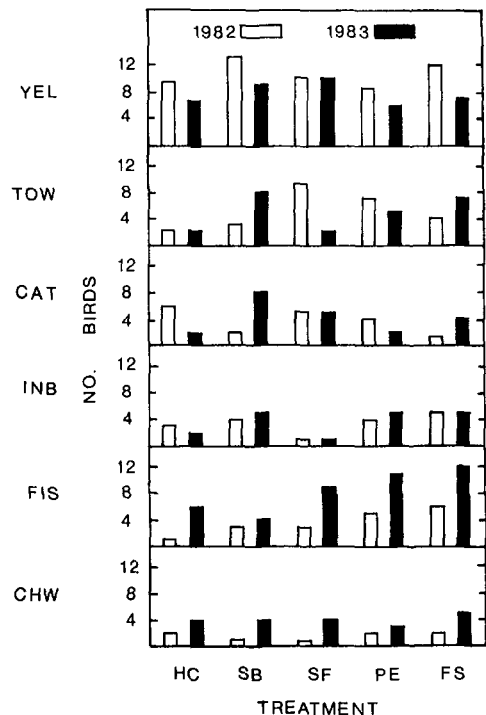 1982 1983
YEL
12
8
4
TOW
12
8
4
CAT
12
8
4
NO. BIRDS
INB
12
8
4
FIS
12
8
4
CHW
12
8
4
HC SB SF PE FS
TREATMENT